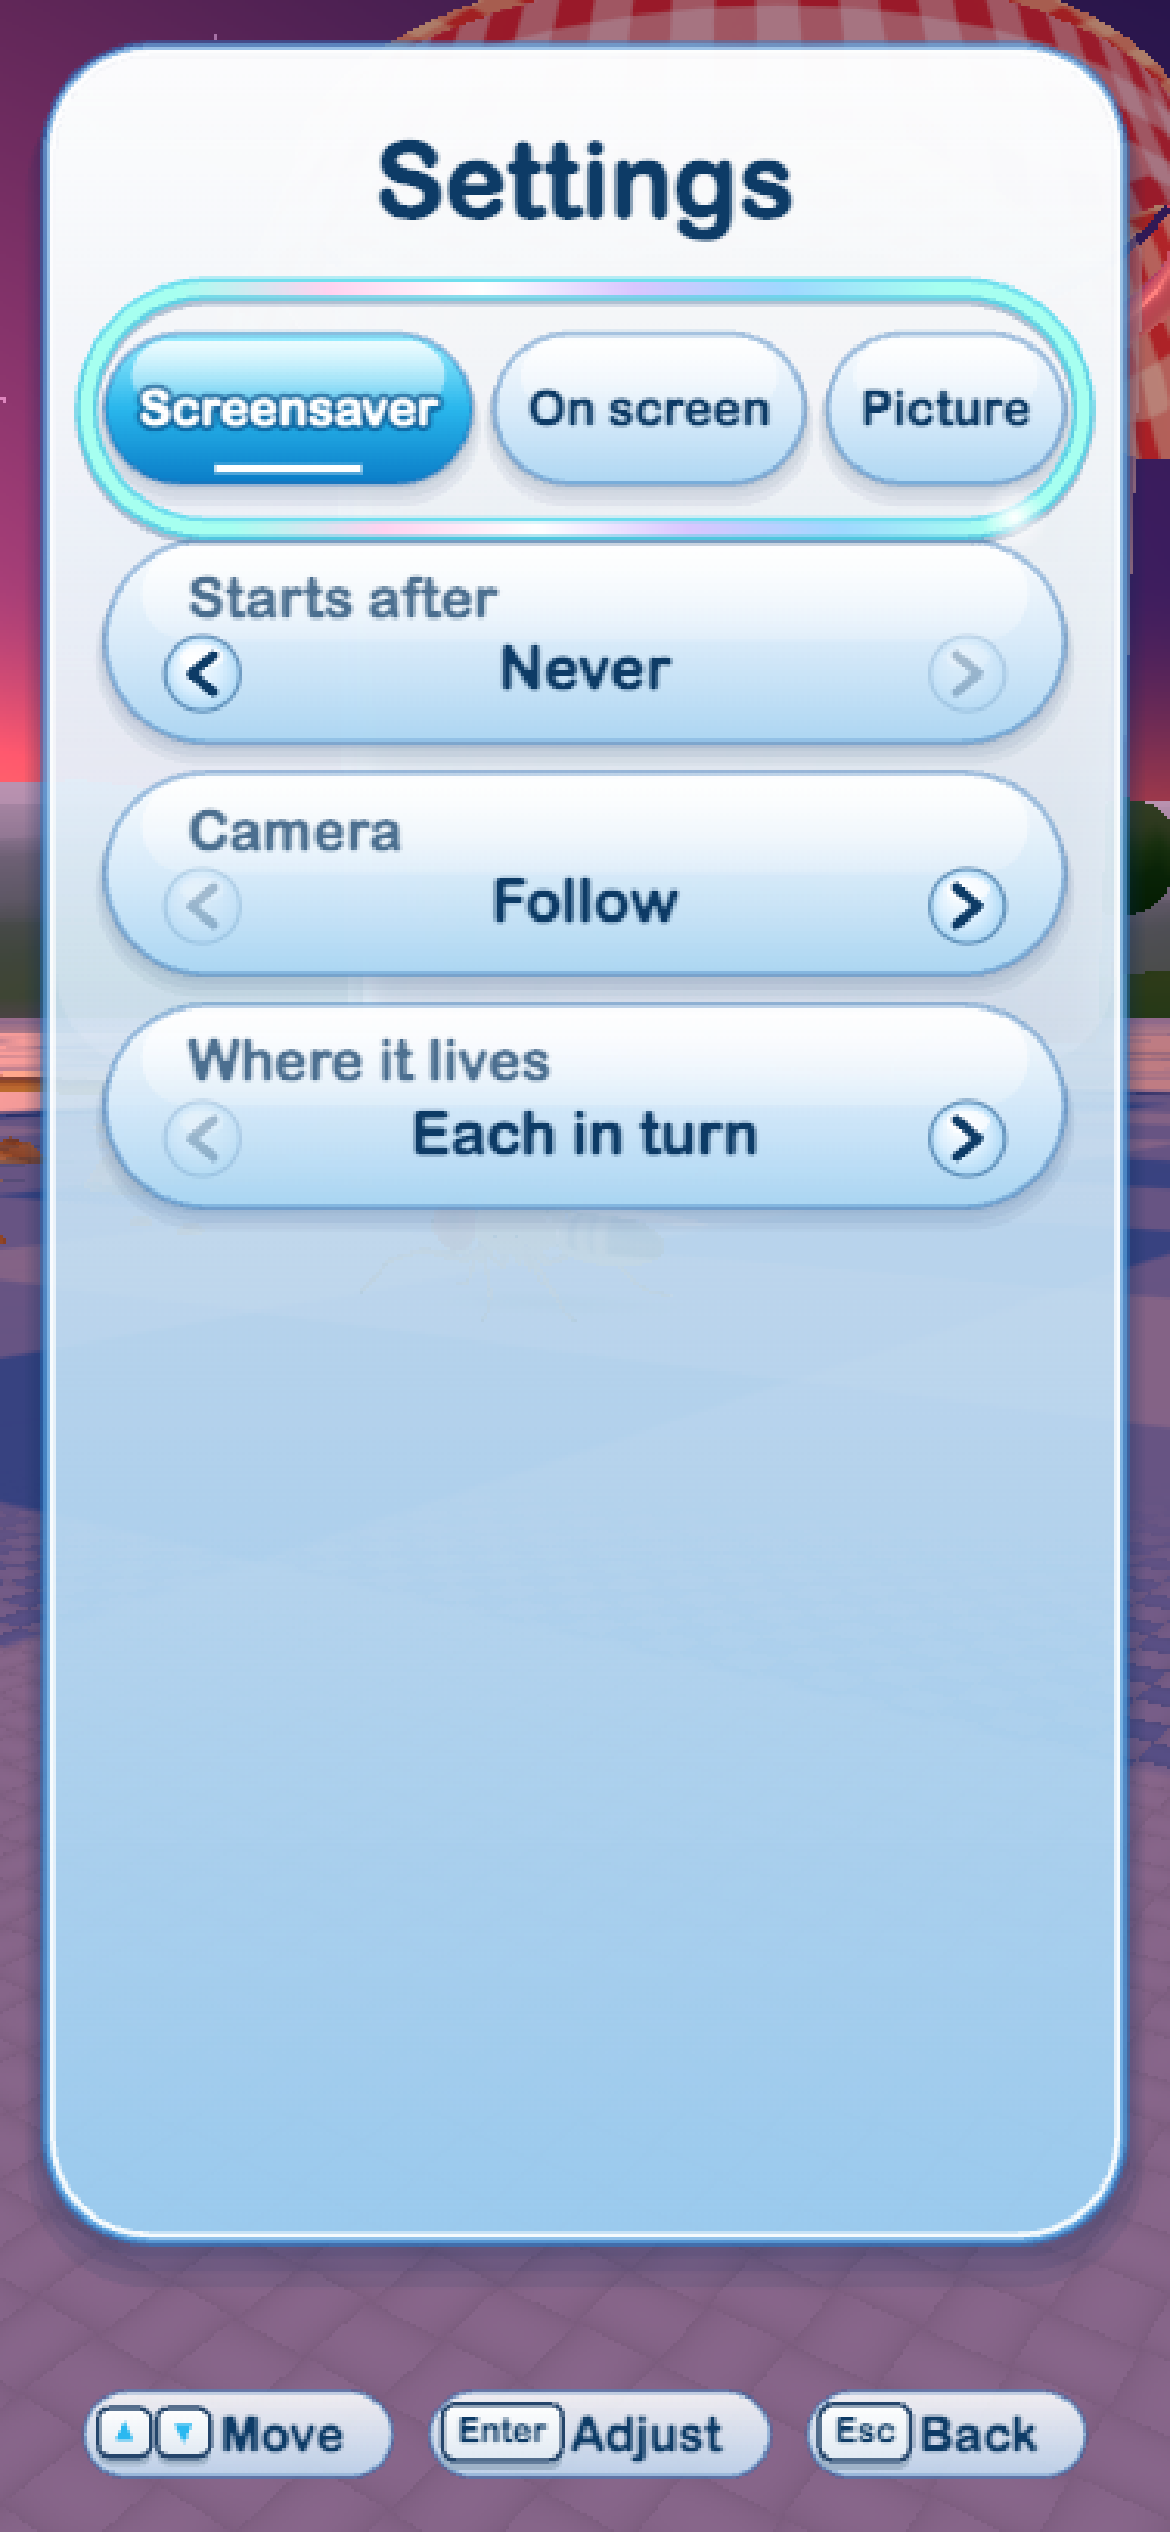 Settings
Screensaver On screen Picture
Starts after
Never
Camera
Follow
Where it lives
Each in turn
Move Enter Adjust Esc Back